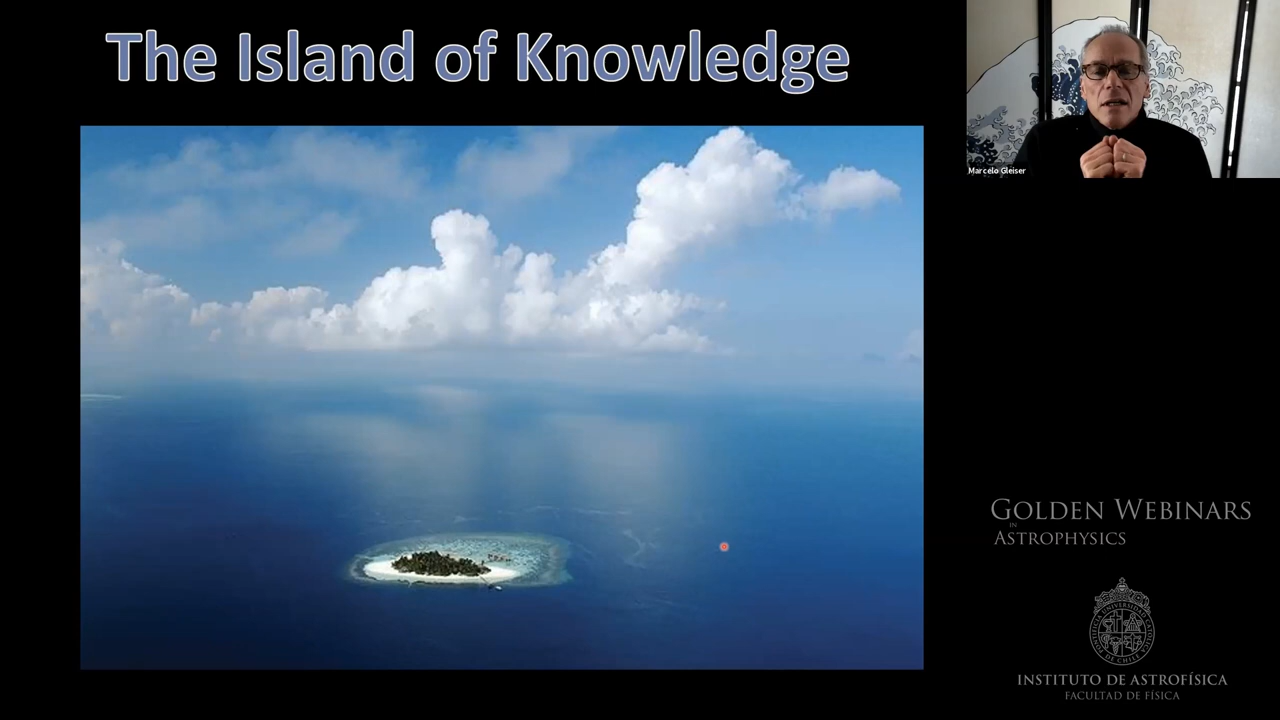 The Island of Knowledge
Marcelo Gleiser
GOLDEN WEBINARS
IN
ASTROPHYSICS
INSTITUTO DE ASTROFÍSICA
FACULTAD DE FÍSICA